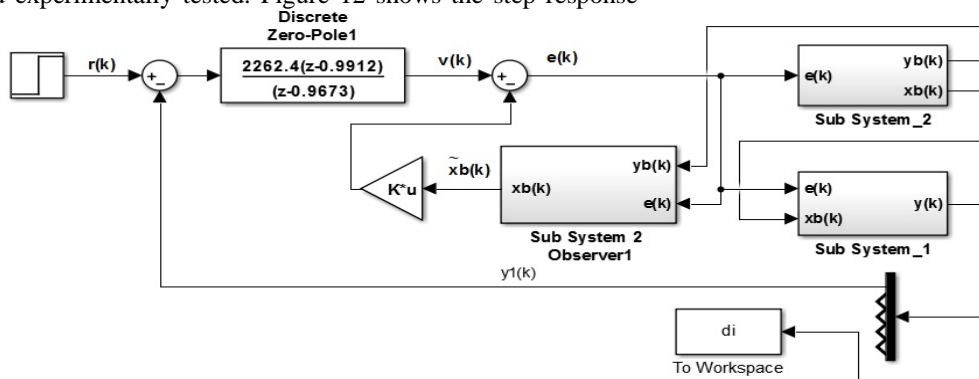 experimentally tested. Figure 12 shows the step response
Discrete
Zero-Pole1
r(k)
+
-
2262.4(z-0.9912)
(z-0.9673)
v(k)
+
-
e(k)
e(k)
yb(k)
xb(k)
Sub System_2
K*u
~
xb(k)
xb(k)
yb(k)
e(k)
Sub System 2
Observer1
e(k)
xb(k)
y(k)
Sub System_1
y1(k)
di
To Workspace